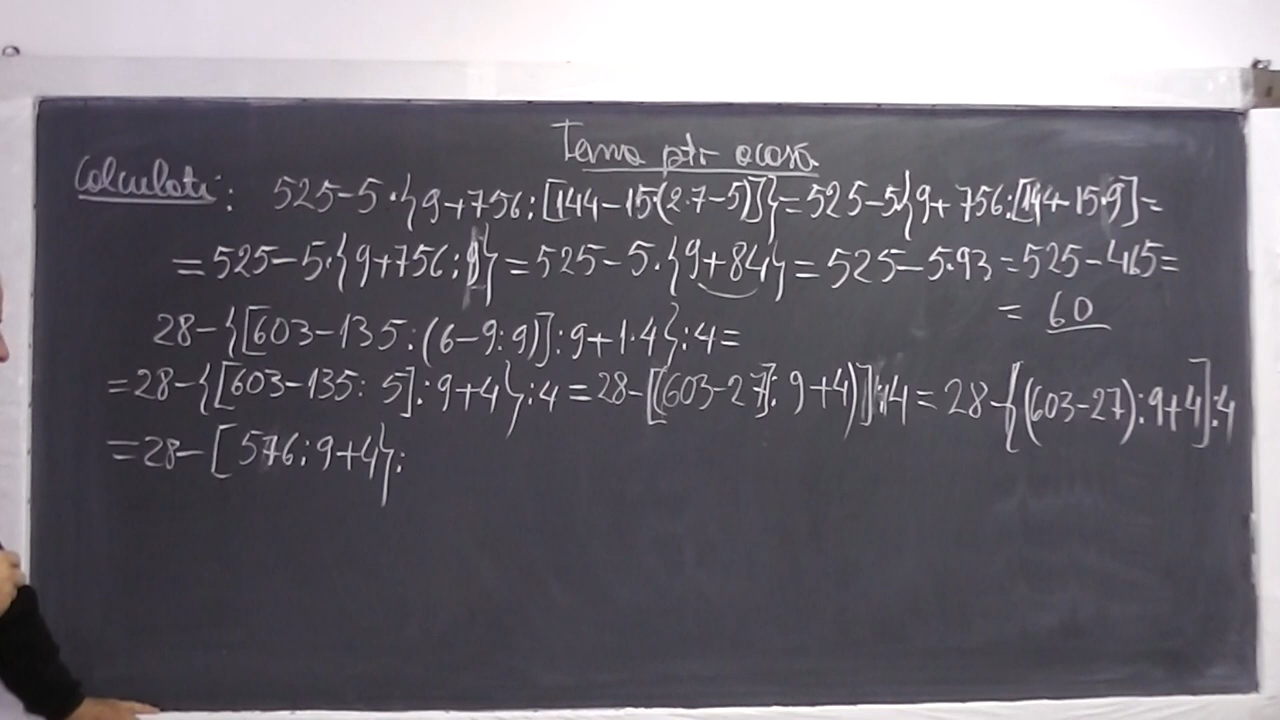 Tema ptr acasă
Calculati: 525-5·{9+756:[144-15·(2·7-5)]}=525-5{9+756:[144-15·9]=
=525-5·{9+756:9}=525-5·{9+84}=525-5·93=525-465=
= 60
28-{[603-135:(6-9:9)]:9+1·4}:4=
=28-{[603-135:5]:9+4}:4=28-[(603-27]:9+4)]:4=28-{(603-27):9+4]:4
=28-[576:9+4}: